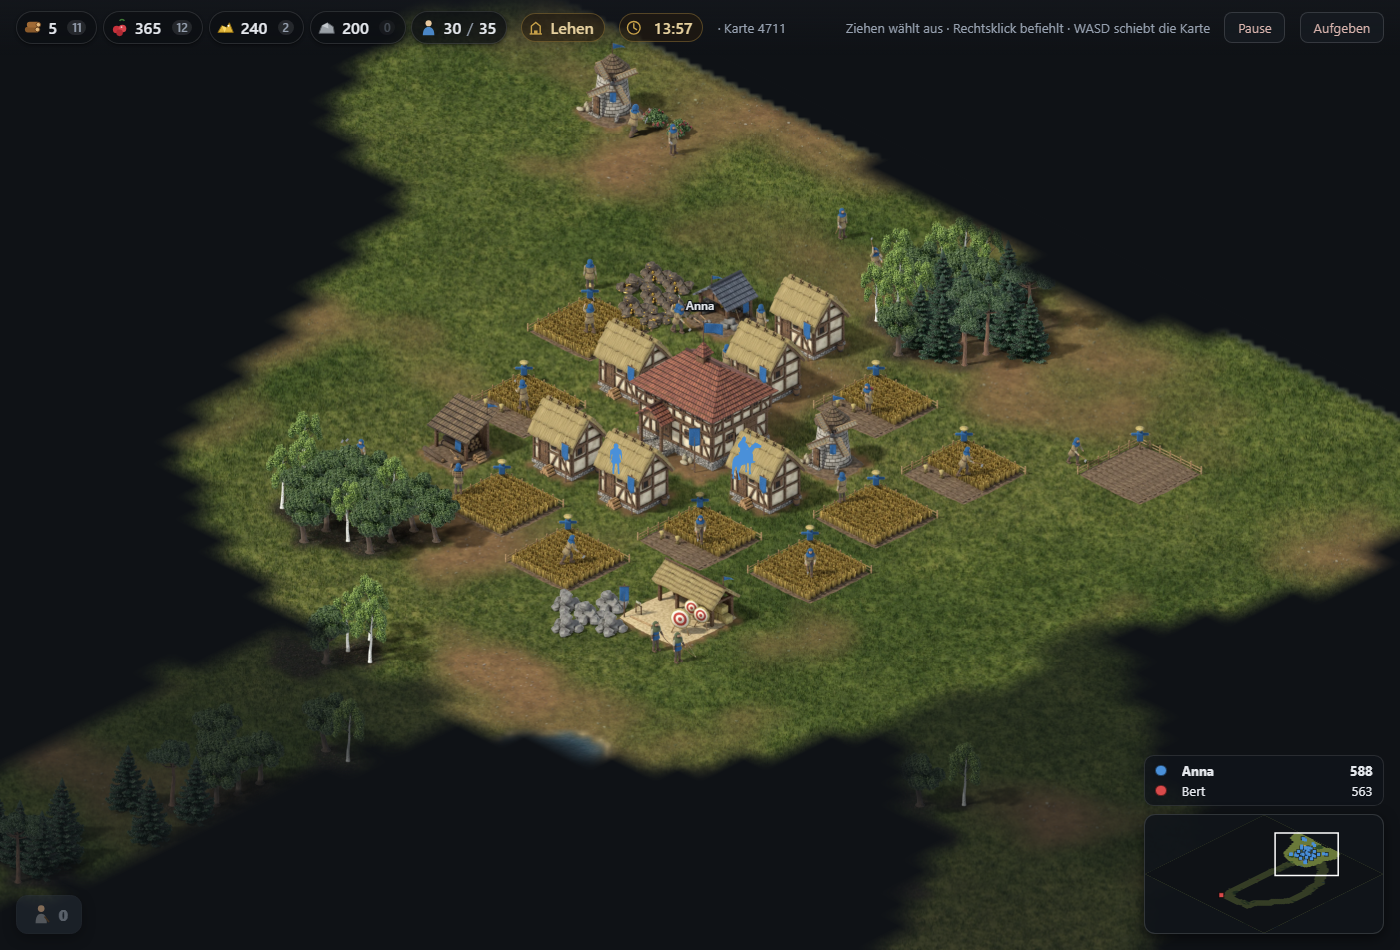 5 11 365 12 240 2 200 0 30 / 35 Lehen 13:57 · Karte 4711 Ziehen wählt aus · Rechtsklick befiehlt · WASD schiebt die Karte Pause Aufgeben
Anna
Anna 588
Bert 563
0